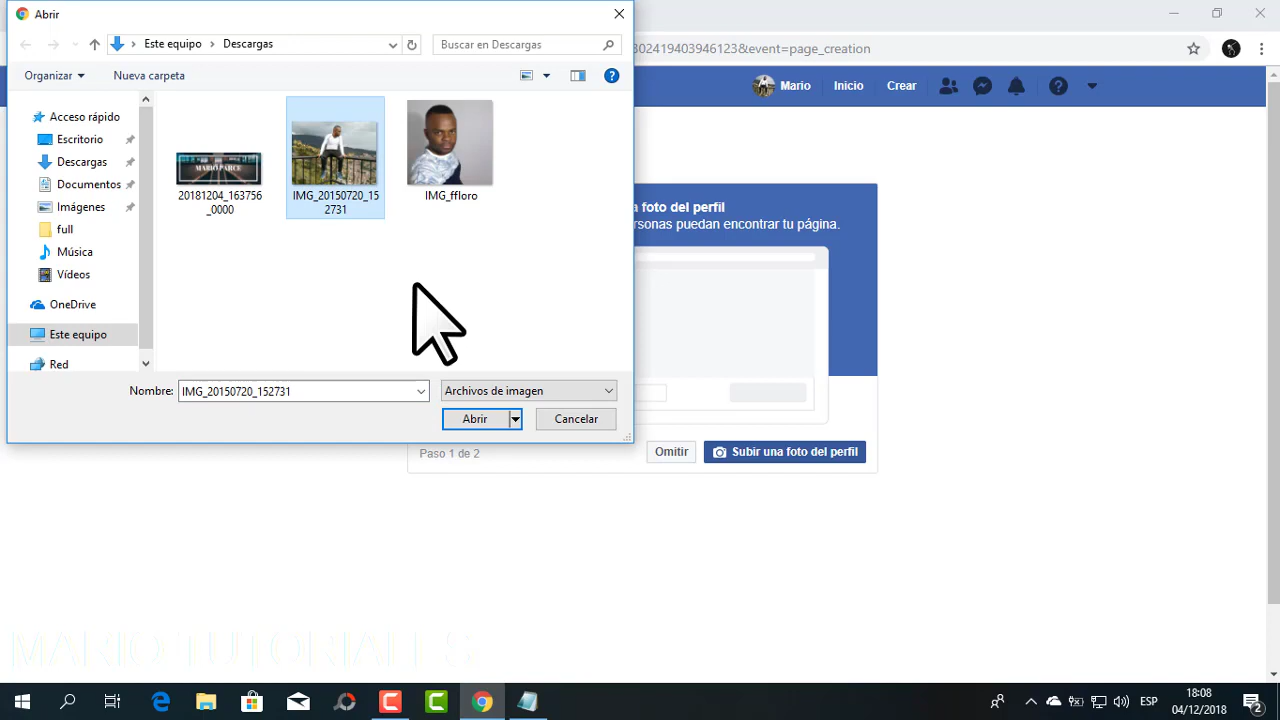 Abrir
Este equipo
Descargas
Buscar en Descargas
302419403946123&event=page_creation
Organizar
Nueva carpeta
Mario
Inicio
Crear
Acceso rápido
Escritorio
Descargas
Documentos
Imágenes
full
Música
Vídeos
OneDrive
Este equipo
Red
MARIO PARCE
20181204_163756
_0000
IMG_20150720_15
2731
IMG_ffloro
a foto del perfil
rsonas puedan encontrar tu página.
Nombre:
IMG_20150720_152731
Archivos de imagen
Abrir
Cancelar
Paso 1 de 2
Omitir
Subir una foto del perfil
MARIO TUTORIALES
ESP
18:08
04/12/2018
2